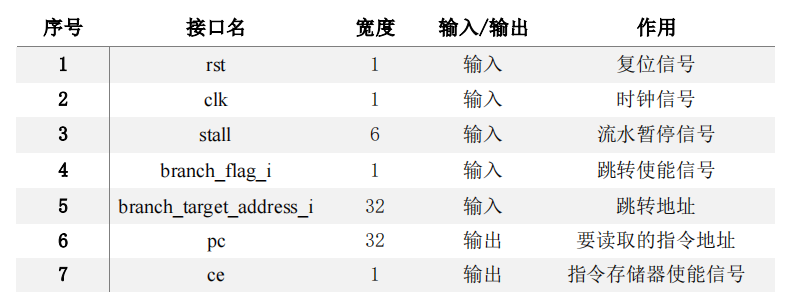 序号 接口名 宽度 输入/输出 作用
1 rst 1 输入 复位信号
2 clk 1 输入 时钟信号
3 stall 6 输入 流水暂停信号
4 branch_flag_i 1 输入 跳转使能信号
5 branch_target_address_i 32 输入 跳转地址
6 pc 32 输出 要读取的指令地址
7 ce 1 输出 指令存储器使能信号